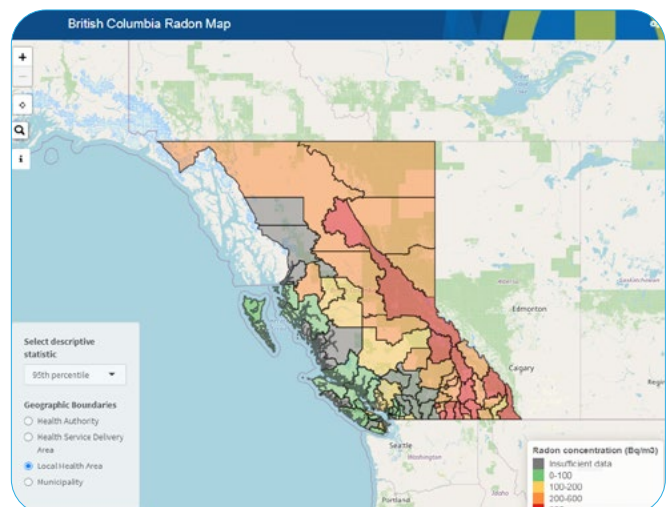 British Columbia Radon Map
+
i
Edmonton
Calgary
Seattle
Washington
Portland
Idaho
Select descriptive
statistic
95th percentile
Geographic Boundaries
Health Authority
Health Service Delivery
Area
Local Health Area
Municipality
Radon concentration (Bq/m3)
Insufficient data
0-100
100-200
200-600